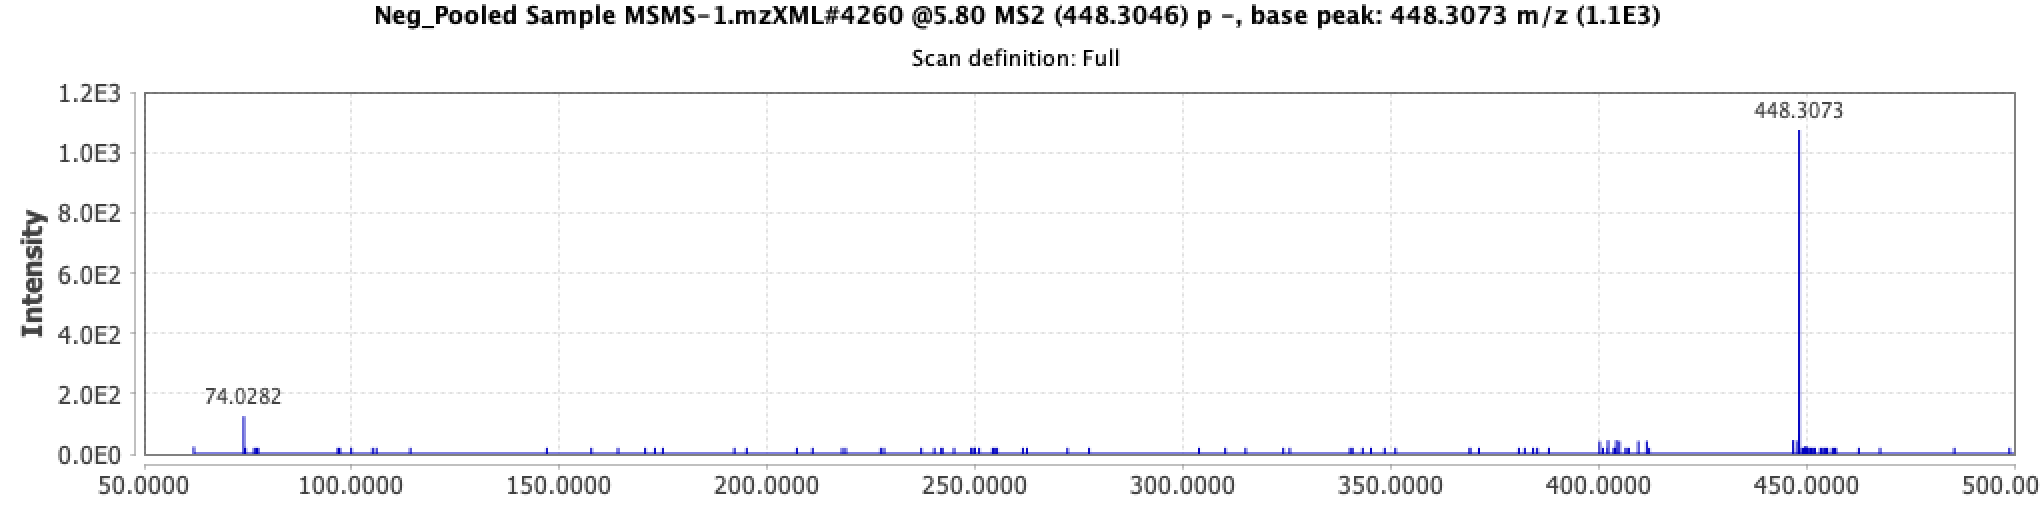 Neg_Pooled Sample MSMS-1.mzXML#4260 @5.80 MS2 (448.3046) p -, base peak: 448.3073 m/z (1.1E3)
Scan definition: Full
1.2E3
448.3073
1.0E3
8.0E2
Intensity
6.0E2
4.0E2
74.0282
2.0E2
0.0E0
50.0000 100.0000 150.0000 200.0000 250.0000 300.0000 350.0000 400.0000 450.0000 500.00